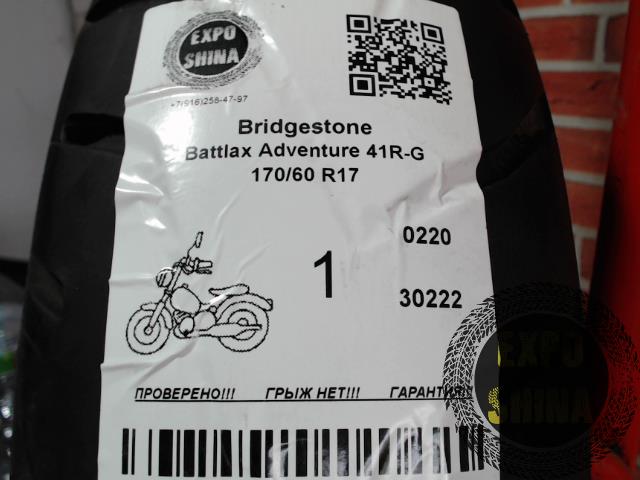 EXPO
SHINA
+7(916)258-47-97
Bridgestone
Battlax Adventure 41R-G
170/60 R17
1
0220
30222
ПРОВЕРЕНО!!! ГРЫЖ НЕТ!!! ГАРАНТИЯ!!!
EXPO
SHINA